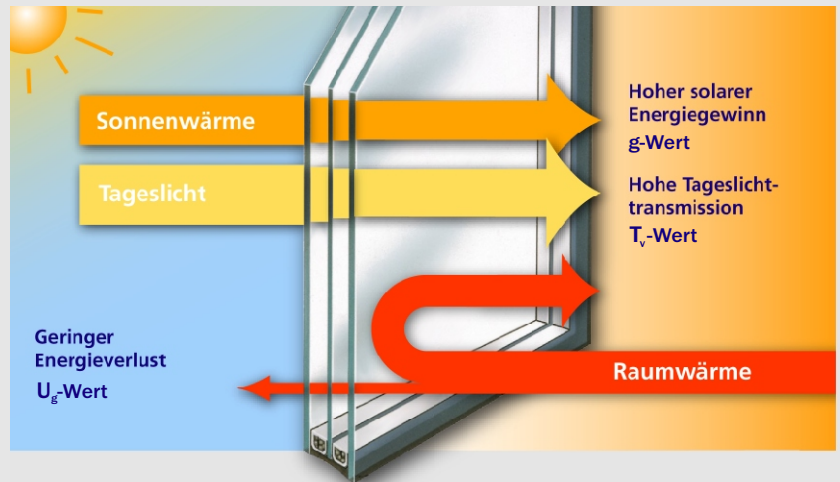 Sonnenwärme
Hoher solarer
Energiegewinn
g-Wert
Tageslicht
Hohe Tageslicht-
transmission
Tv-Wert
Geringer
Energieverlust
Ug-Wert
Raumwärme